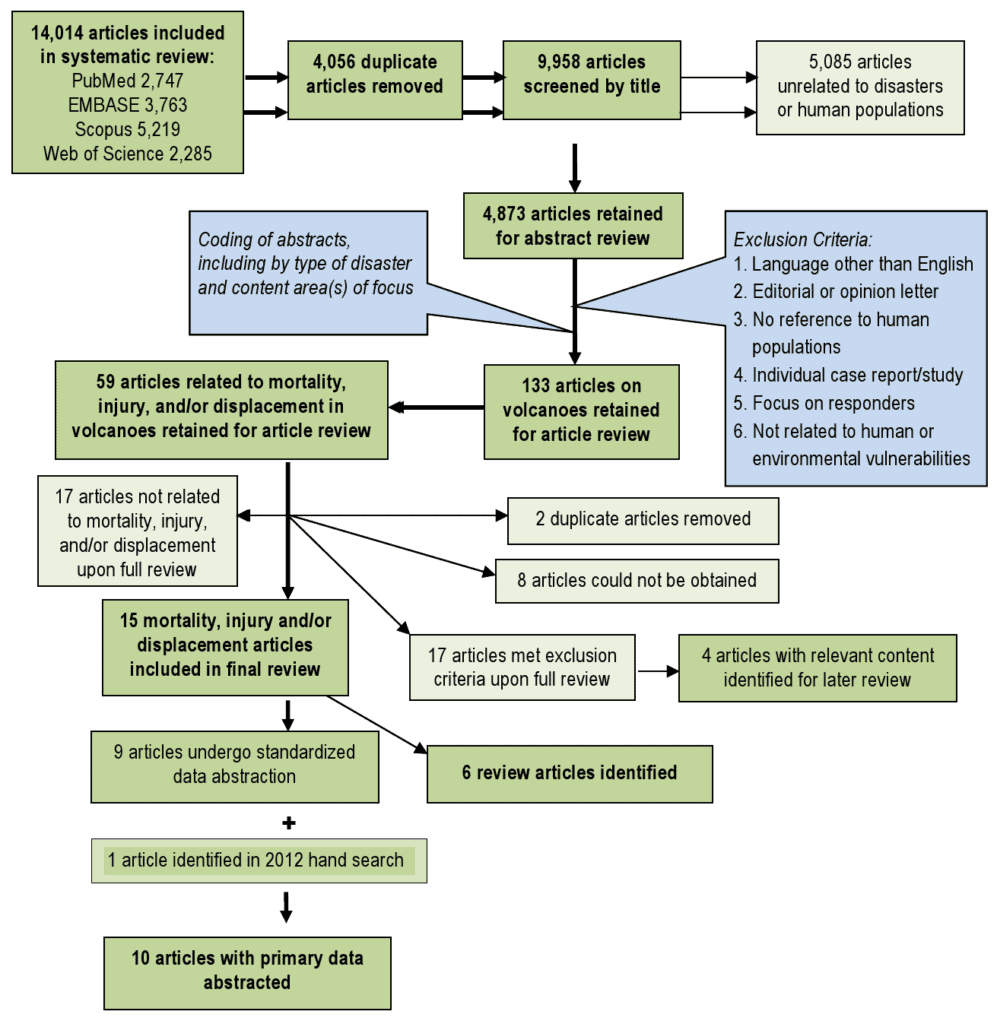 14,014 articles included
in systematic review:
PubMed 2,747
EMBASE 3,763
Scopus 5,219
Web of Science 2,285
4,056 duplicate
articles removed
9,958 articles
screened by title
5,085 articles
unrelated to disasters
or human populations
4,873 articles retained
for abstract review
Coding of abstracts,
including by type of disaster
and content area(s) of focus
Exclusion Criteria:
1. Language other than English
2. Editorial or opinion letter
3. No reference to human
populations
4. Individual case report/study
5. Focus on responders
6. Not related to human or
environmental vulnerabilities
133 articles on
volcanoes retained
for article review
59 articles related to mortality,
injury, and/or displacement in
volcanoes retained for article review
17 articles not related
to mortality, injury,
and/or displacement
upon full review
2 duplicate articles removed
8 articles could not be obtained
15 mortality, injury and/or
displacement articles
included in final review
17 articles met exclusion
criteria upon full review
4 articles with relevant content
identified for later review
9 articles undergo standardized
data abstraction
6 review articles identified
+
1 article identified in 2012 hand search
10 articles with primary data
abstracted